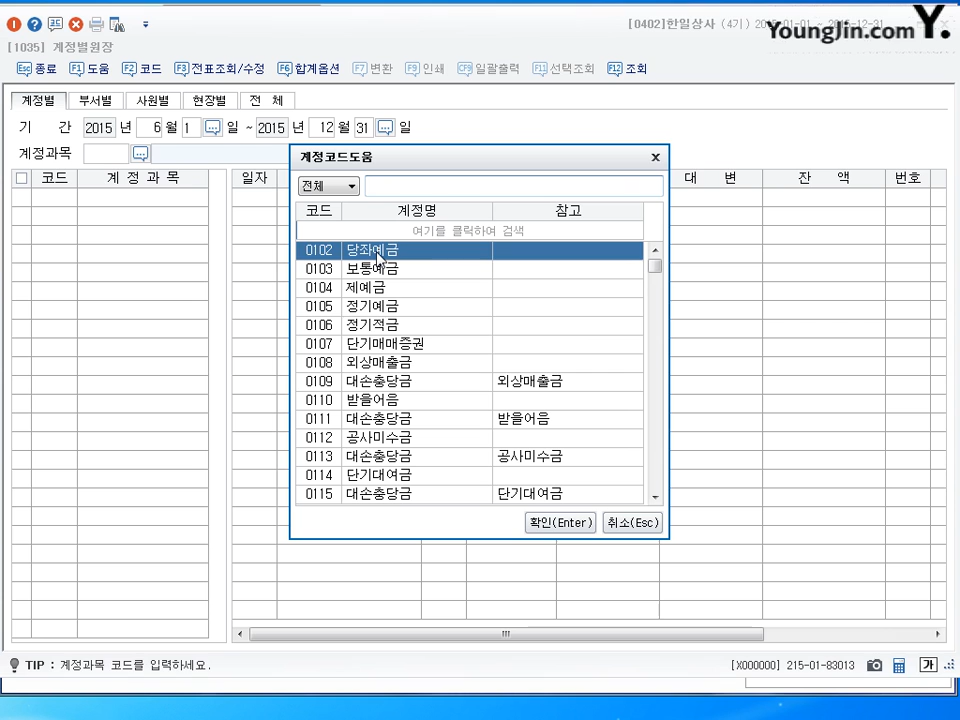 [0402]한일상사 (4기) 2015-01-01 ~ 2015-12-31
YoungJin.com Y.
[1035] 계정별원장
Esc 종료 F1 도움 F2 코드 F3 전표조회/수정 F6 합계옵션 F7 변환 F9 인쇄 CF9 일괄출력 F11 선택조회 F12 조회
계정별 부서별 사원별 현장별 전 체
기 간 2015 년 6 월 1 일 ~ 2015 년 12 월 31 일
계정과목
코드 계 정 과 목 일자 대 변 잔 액 번호
계정코드도움
전체
코드 계정명 참고
여기를 클릭하여 검색
0102 당좌예금
0103 보통예금
0104 제예금
0105 정기예금
0106 정기적금
0107 단기매매증권
0108 외상매출금
0109 대손충당금 외상매출금
0110 받을어음
0111 대손충당금 받을어음
0112 공사미수금
0113 대손충당금 공사미수금
0114 단기대여금
0115 대손충당금 단기대여금
확인(Enter) 취소(Esc)
TIP : 계정과목 코드를 입력하세요.
[X000000] 215-01-83013 가